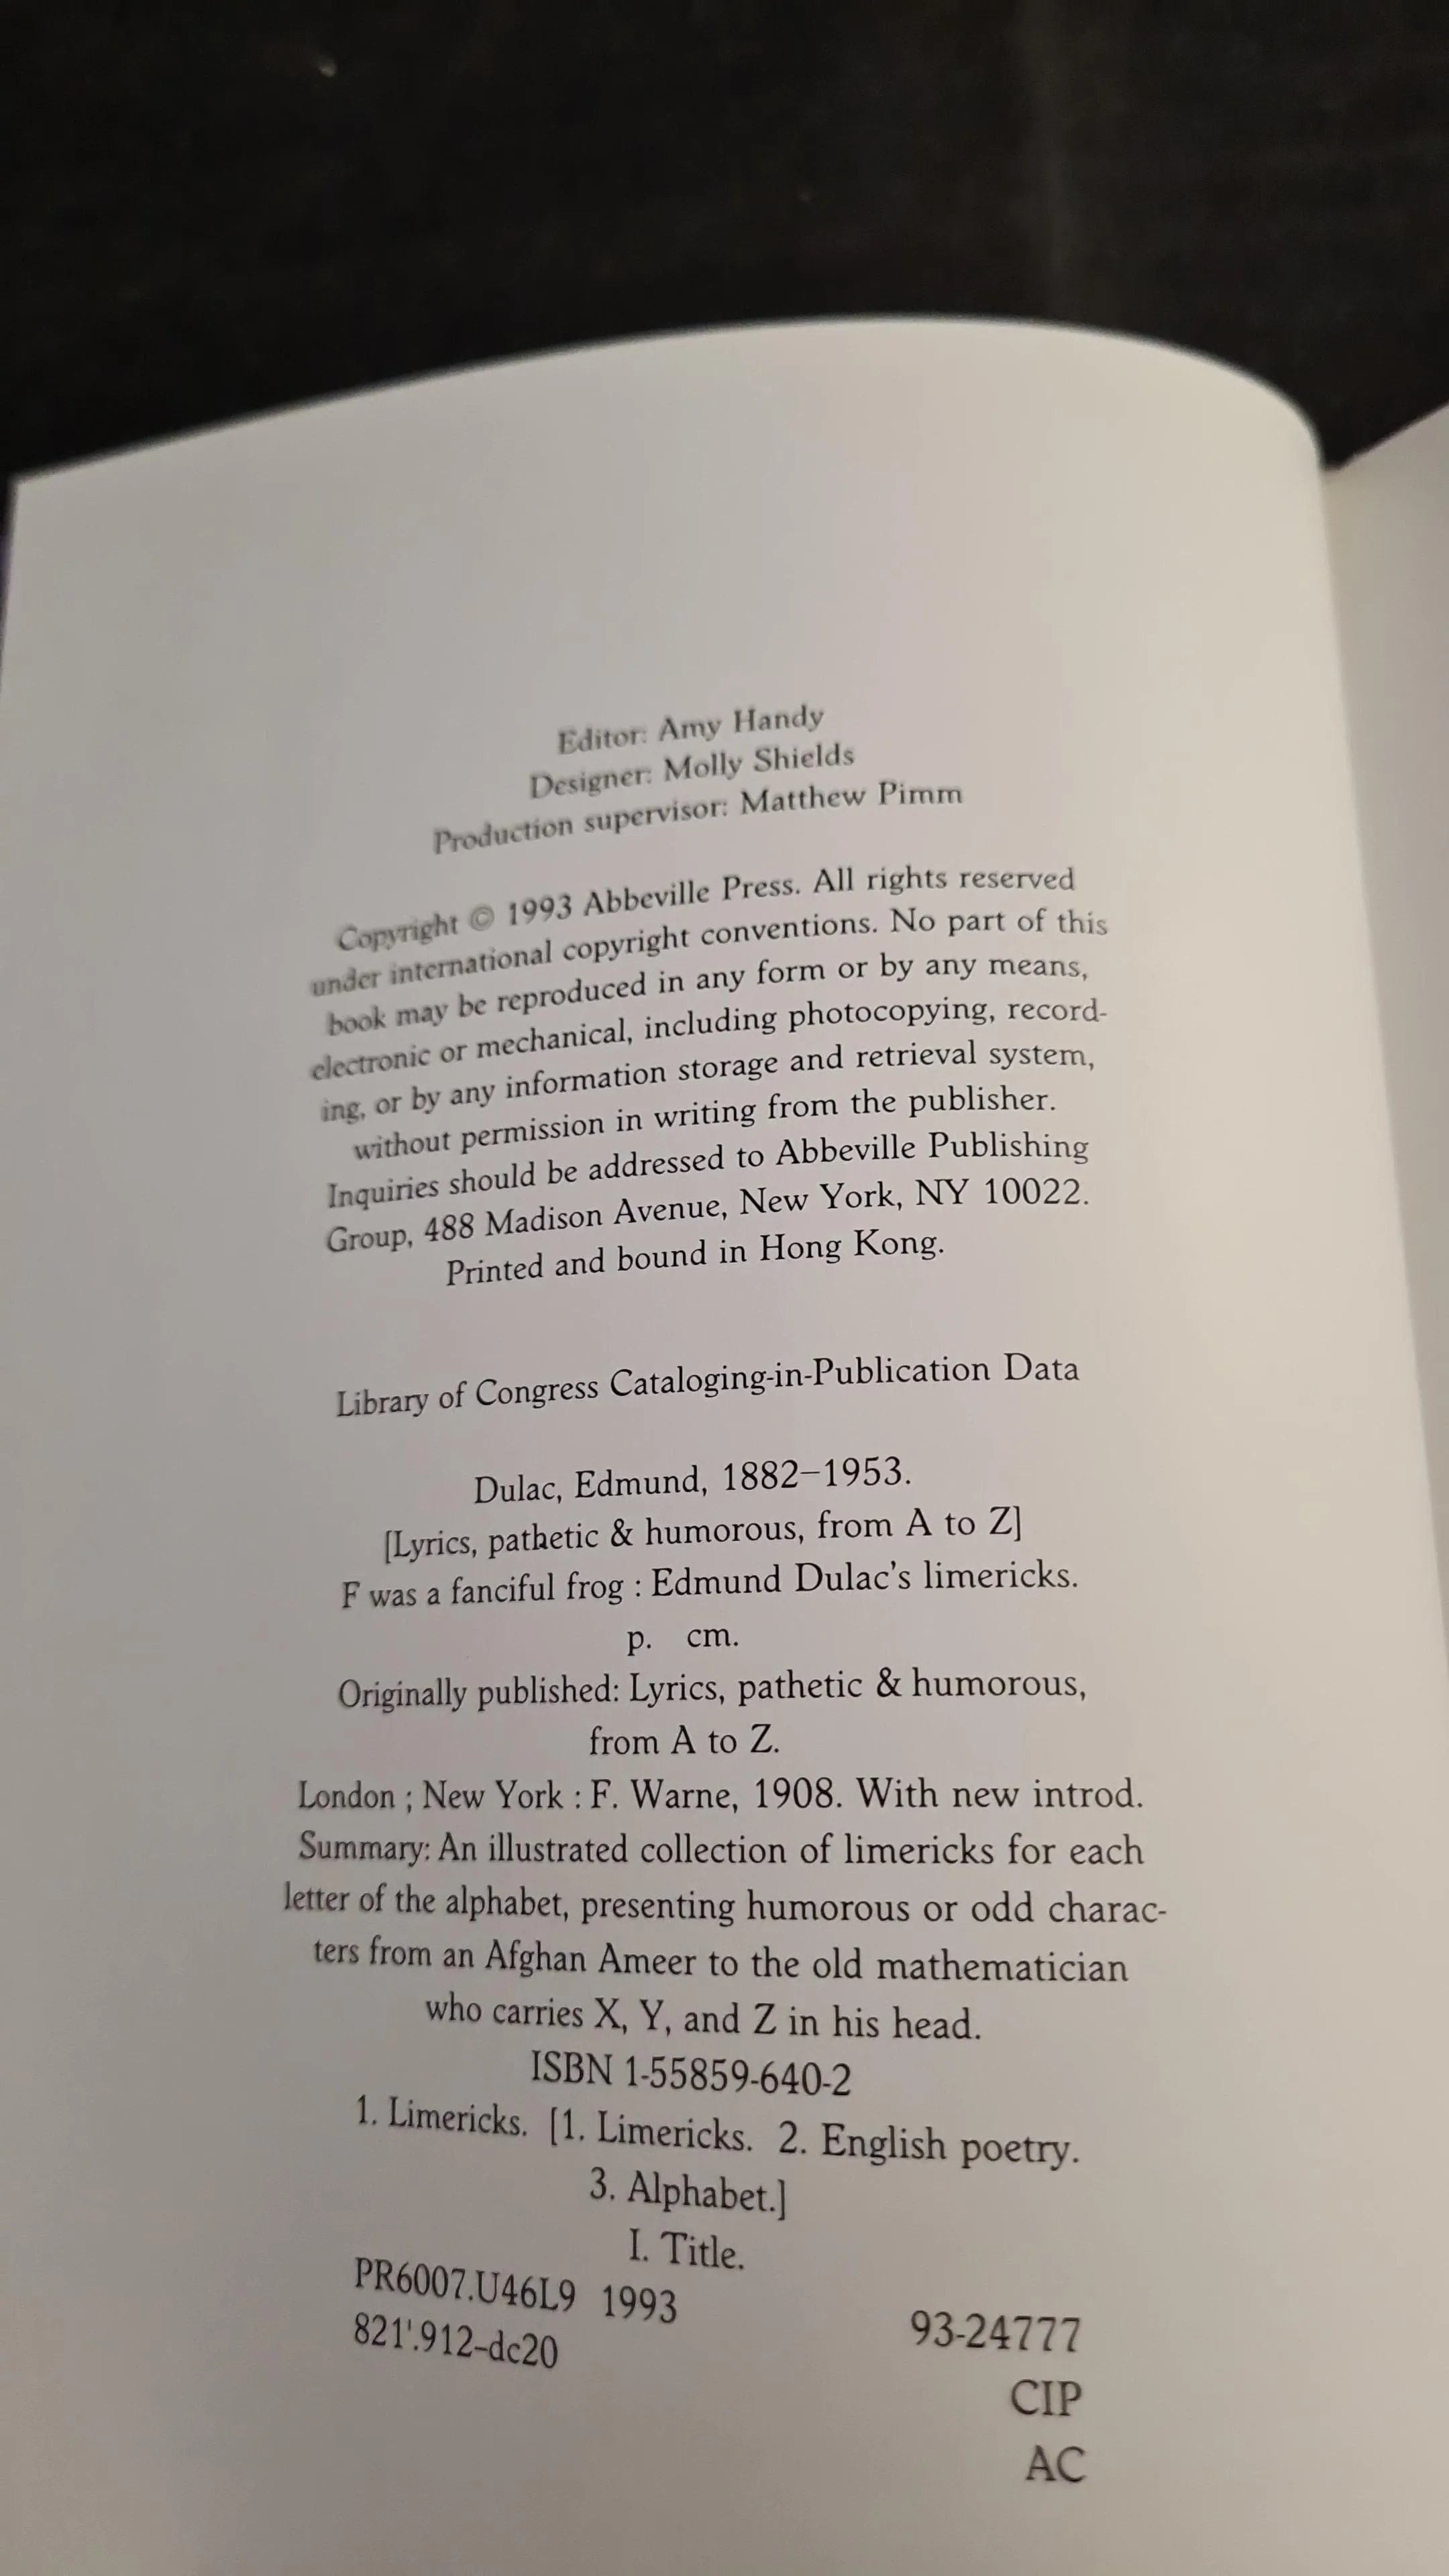 Editor: Amy Handy
Designer: Molly Shields
Production supervisor: Matthew Pimm
Copyright © 1993 Abbeville Press. All rights reserved
under international copyright conventions. No part of this
book may be reproduced in any form or by any means,
electronic or mechanical, including photocopying, record-
ing, or by any information storage and retrieval system,
without permission in writing from the publisher.
Inquiries should be addressed to Abbeville Publishing
Group, 488 Madison Avenue, New York, NY 10022.
Printed and bound in Hong Kong.
Library of Congress Cataloging-in-Publication Data
Dulac, Edmund, 1882–1953.
[Lyrics, pathetic & humorous, from A to Z]
F was a fanciful frog : Edmund Dulac's limericks.
p. cm.
Originally published: Lyrics, pathetic & humorous,
from A to Z.
London ; New York : F. Warne, 1908. With new introd.
Summary: An illustrated collection of limericks for each
letter of the alphabet, presenting humorous or odd charac-
ters from an Afghan Ameer to the old mathematician
who carries X, Y, and Z in his head.
ISBN 1-55859-640-2
1. Limericks. [1. Limericks. 2. English poetry.
3. Alphabet.]
I. Title.
PR6007.U46L9 1993
821'.912–dc20 93-24777
CIP
AC